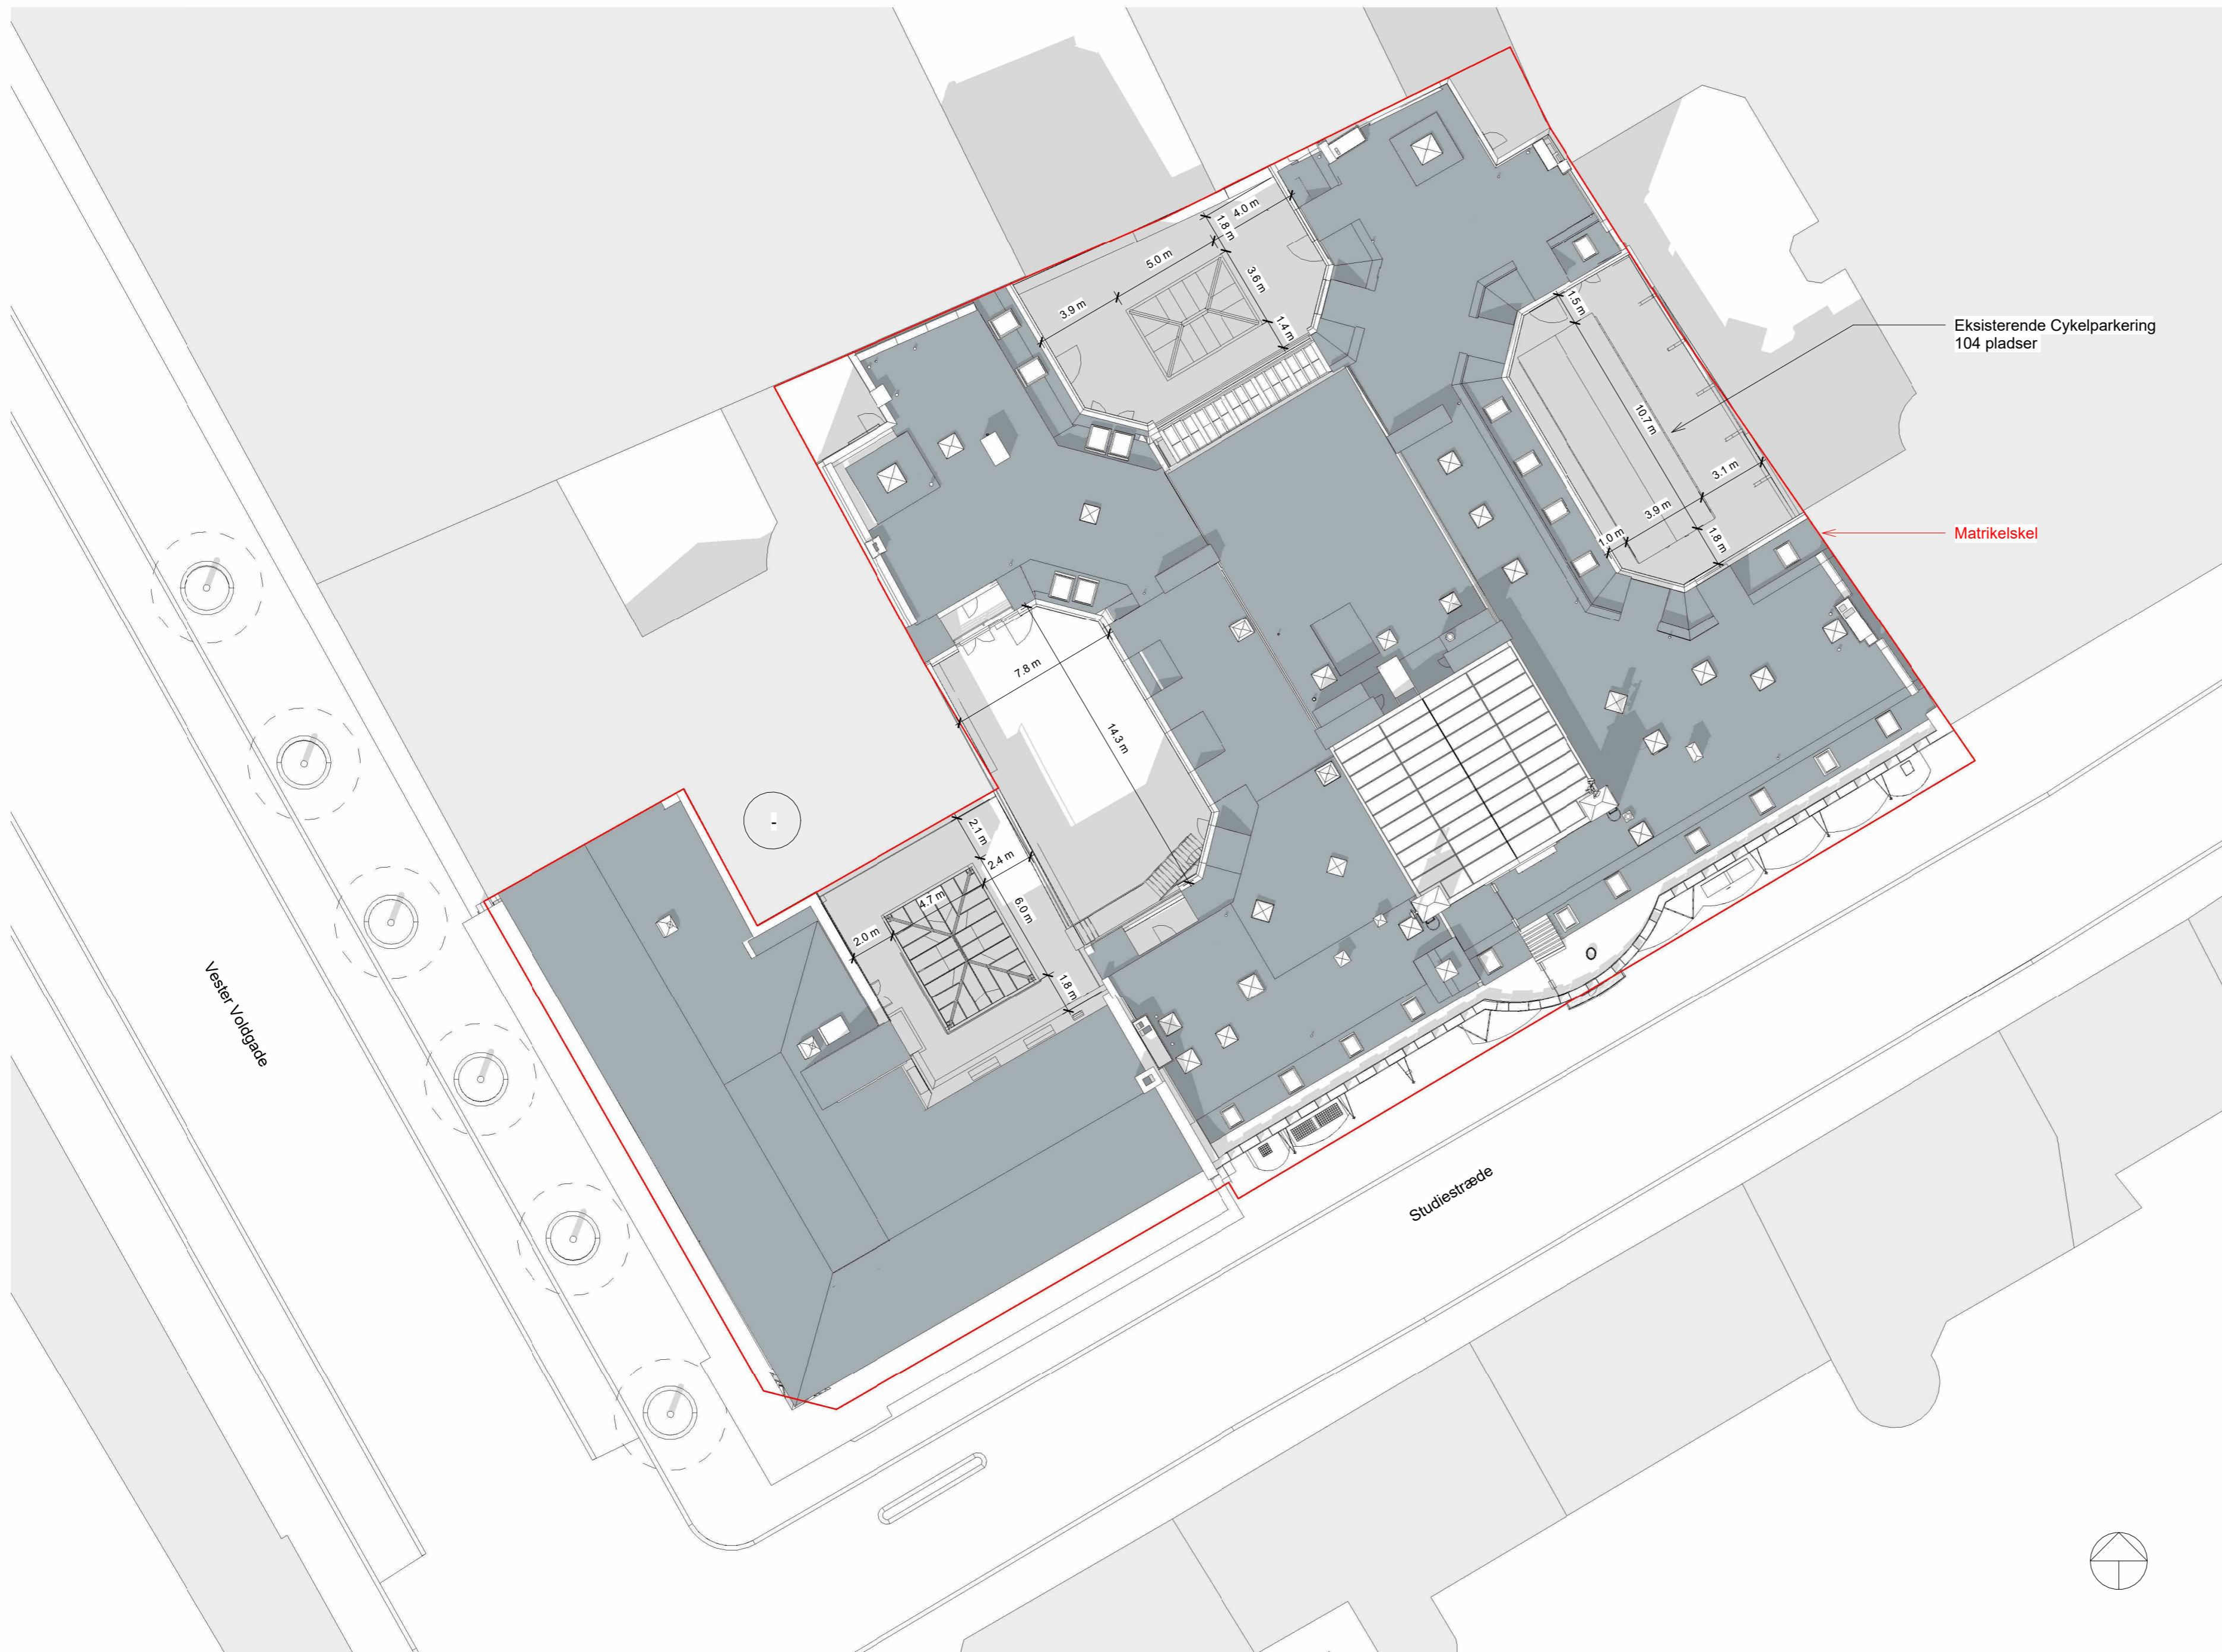 4.0 m
1.8 m
5.0 m
3.6 m
3.9 m
1.4 m
1.5 m
Eksisterende Cykelparkering
104 pladser
10.7 m
3.1 m
3.9 m
1.0 m
1.8 m
Matrikelskel
7.8 m
14.3 m
2.1 m
2.4 m
4.7 m
6.0 m
2.0 m
1.8 m
-
Vester Voldgade
Studiestræde